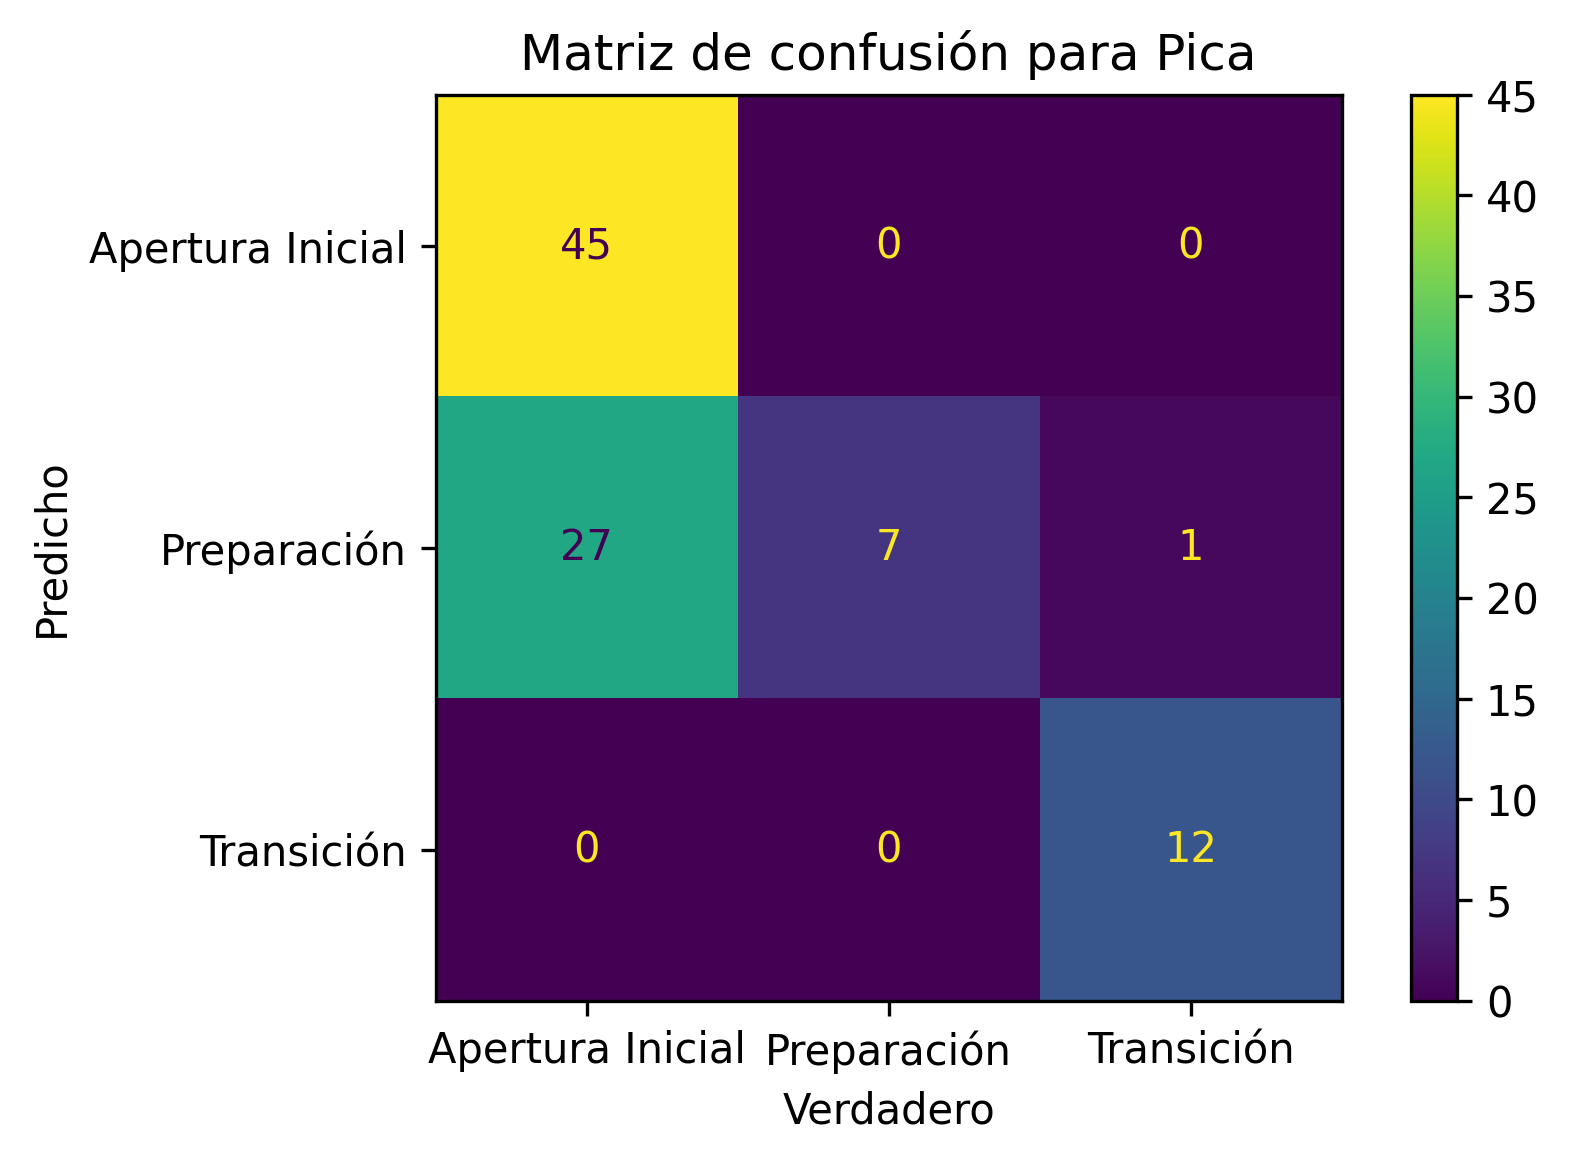 Matriz de confusión para Pica
Predicho
Apertura Inicial
45 0 0
Preparación
27 7 1
Transición
0 0 12
Apertura Inicial Preparación Transición
Verdadero
45
40
35
30
25
20
15
10
5
0